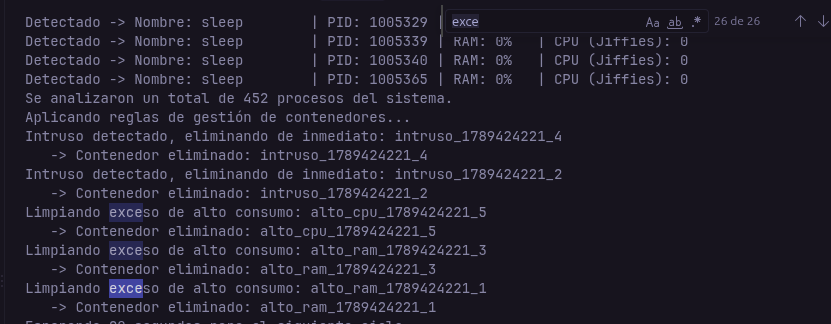 Detectado -> Nombre: sleep | PID: 1005329 |
exce Aa ab .* 26 de 26
Detectado -> Nombre: sleep | PID: 1005339 | RAM: 0% | CPU (Jiffies): 0
Detectado -> Nombre: sleep | PID: 1005340 | RAM: 0% | CPU (Jiffies): 0
Detectado -> Nombre: sleep | PID: 1005365 | RAM: 0% | CPU (Jiffies): 0
Se analizaron un total de 452 procesos del sistema.
Aplicando reglas de gestión de contenedores...
Intruso detectado, eliminando de inmediato: intruso_1789424221_4
-> Contenedor eliminado: intruso_1789424221_4
Intruso detectado, eliminando de inmediato: intruso_1789424221_2
-> Contenedor eliminado: intruso_1789424221_2
Limpiando exceso de alto consumo: alto_cpu_1789424221_5
-> Contenedor eliminado: alto_cpu_1789424221_5
Limpiando exceso de alto consumo: alto_ram_1789424221_3
-> Contenedor eliminado: alto_ram_1789424221_3
Limpiando exceso de alto consumo: alto_ram_1789424221_1
-> Contenedor eliminado: alto_ram_1789424221_1